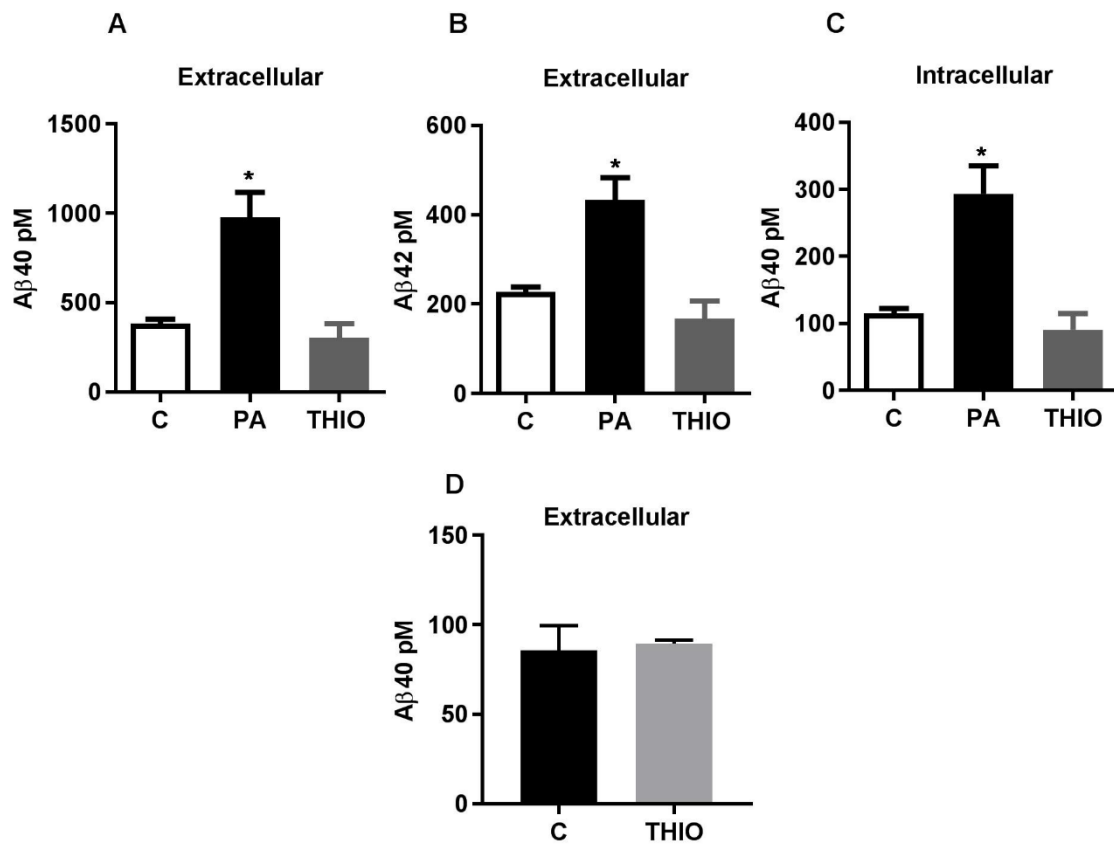 A
Extracellular
Aβ40 pM
1500
1000
500
0
*
C PA THIO
B
Extracellular
Aβ42 pM
600
400
200
0
*
C PA THIO
C
Intracellular
Aβ40 pM
400
300
200
100
0
*
C PA THIO
D
Extracellular
Aβ40 pM
150
100
50
0
C THIO